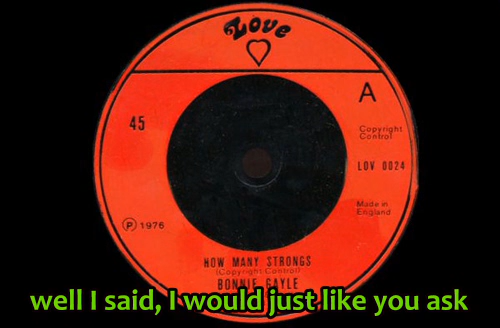 Love
A
45
Copyright
Control
LOV 0024
Made in
England
℗ 1976
HOW MANY STRONGS
(Copyright Control)
BONNIE GAYLE
well I said, I would just like you ask